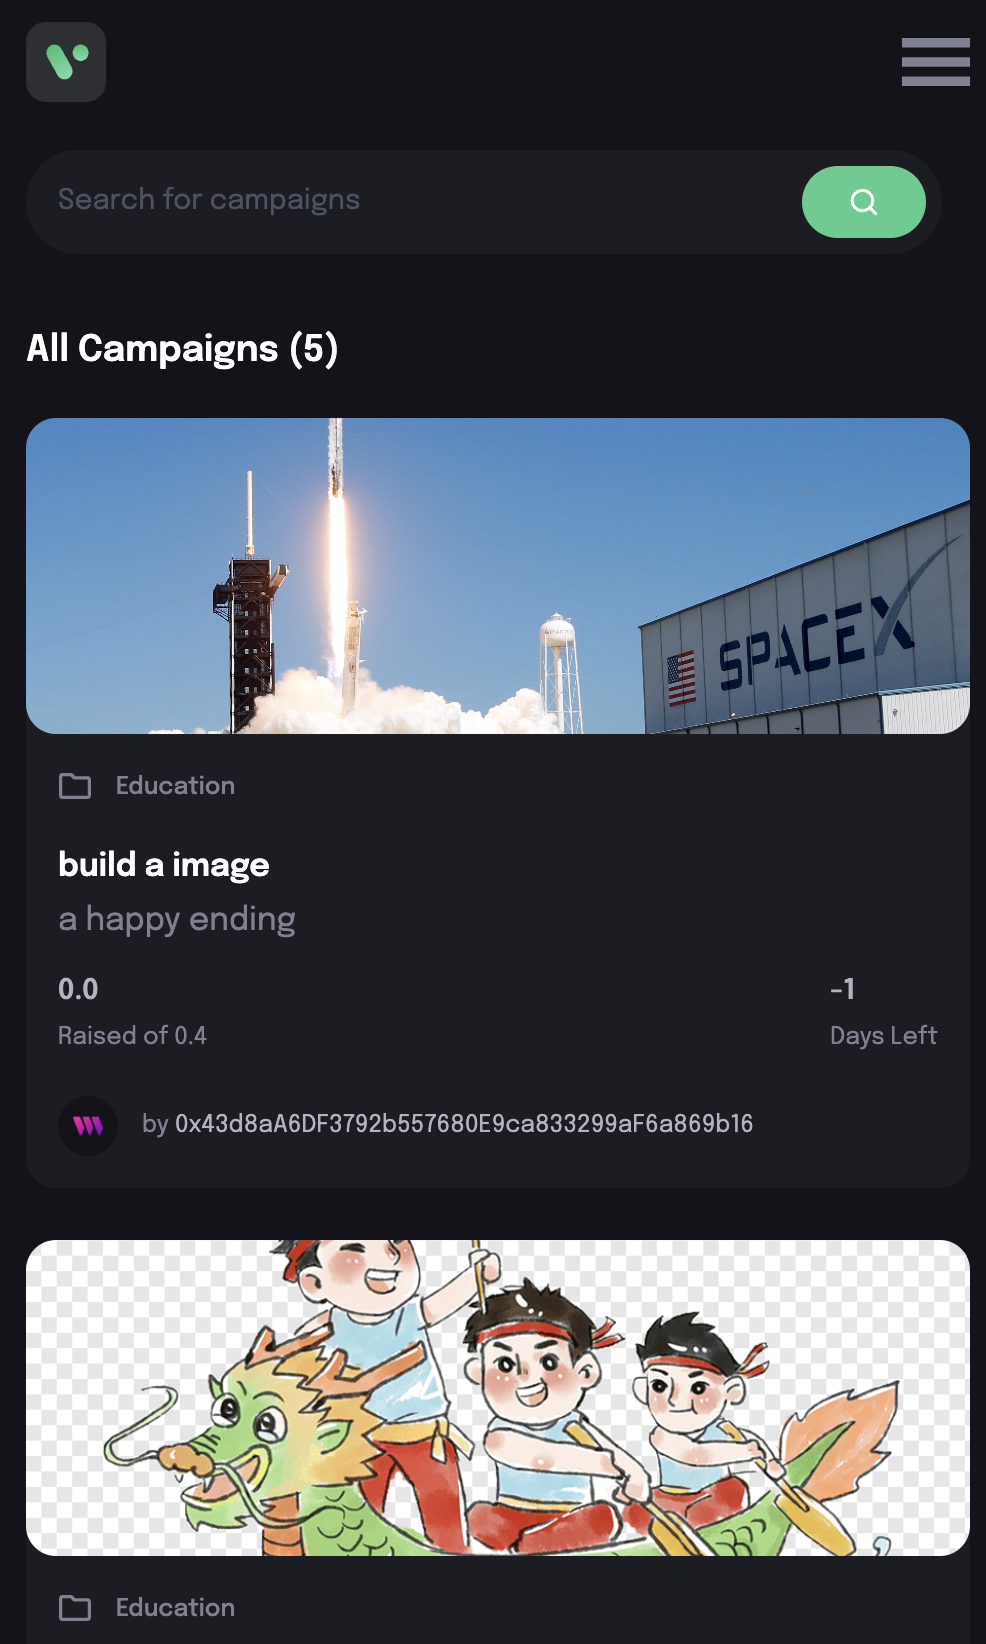 Search for campaigns
All Campaigns (5)
SPACEX
SPACEX
Education
build a image
a happy ending
0.0
-1
Raised of 0.4
Days Left
by 0x43d8aA6DF3792b557680E9ca833299aF6a869b16
Education